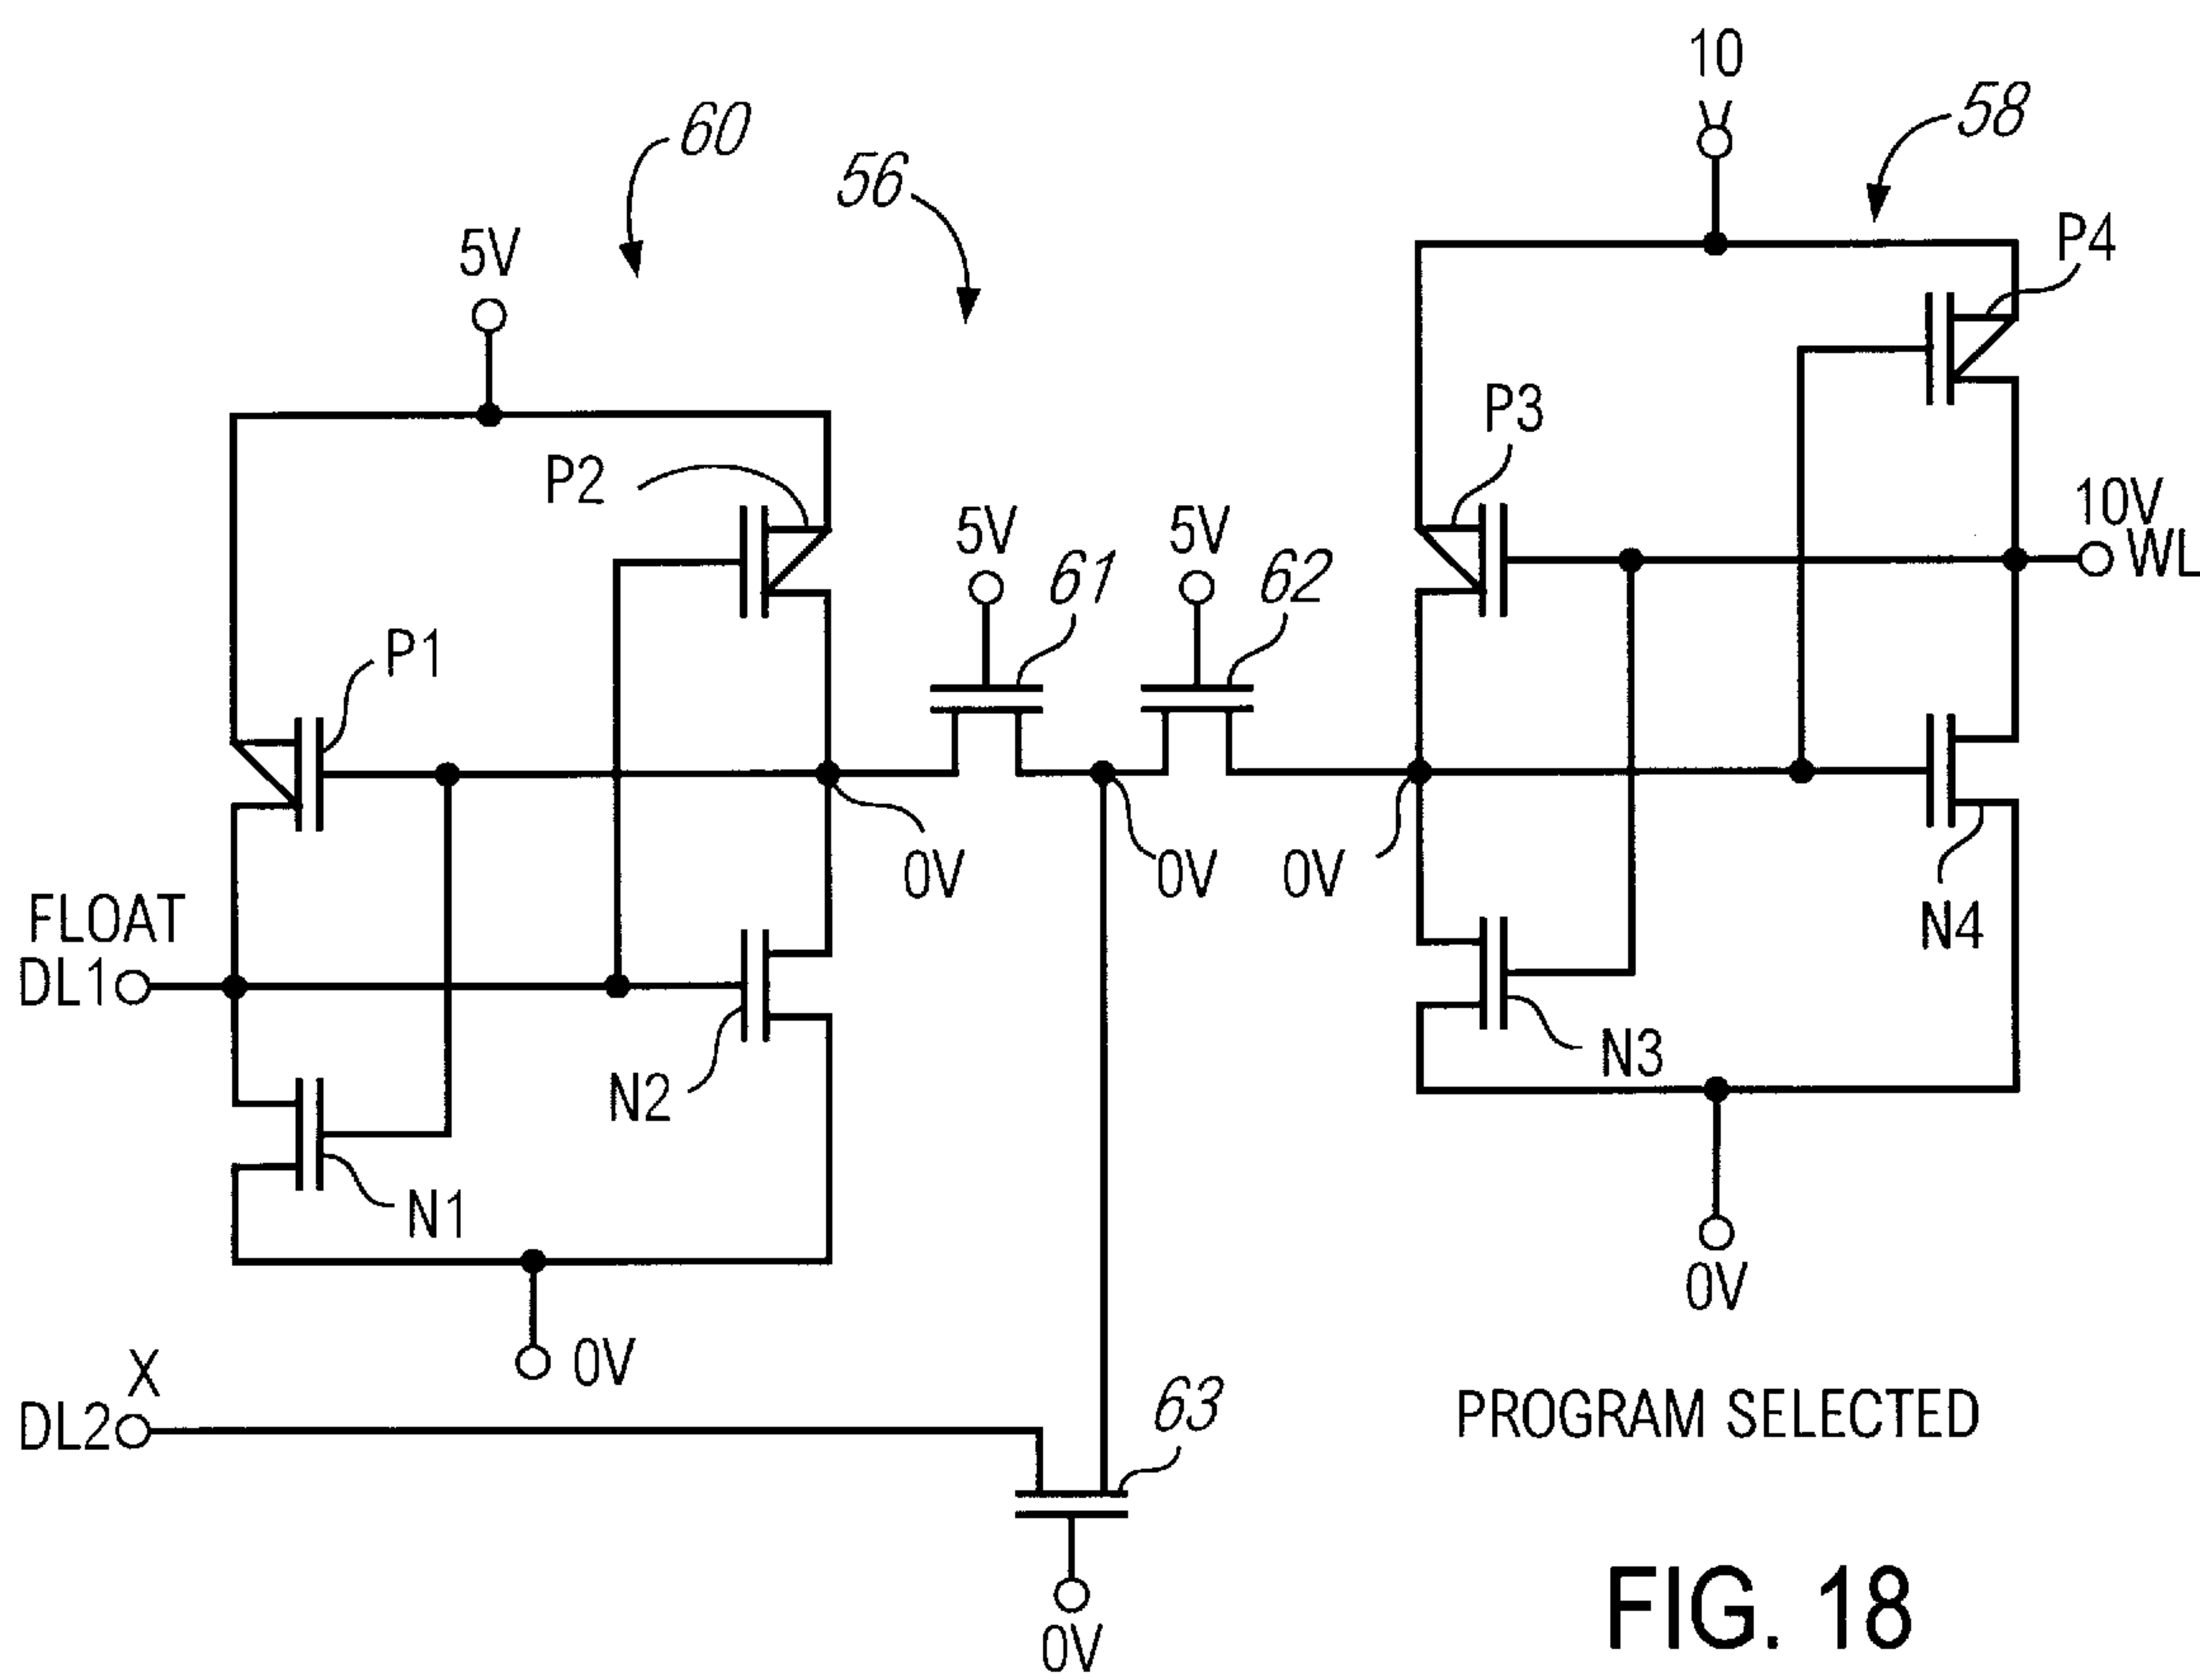 10
V
58
60
56
P4
5V
P2
P3
5V
61
5V
62
10V
WL
P1
0V
0V
0V
FLOAT
DL1
N4
N3
N2
N1
0V
0V
X
DL2
63
PROGRAM SELECTED
0V
FIG. 18